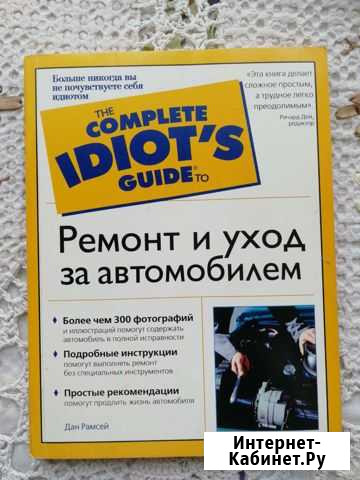 Больше никогда вы
не почувствуете себя
идиотом
«Эта книга делает
сложное простым,
а трудное легко
преодолимым».
Ричард Дей,
редактор
THE
COMPLETE
IDIOT'S
GUIDE® TO
Ремонт и уход
за автомобилем
Более чем 300 фотографий
и иллюстраций помогут содержать
автомобиль в полной исправности
Подробные инструкции
помогут выполнять ремонт
без специальных инструментов
Простые рекомендации
помогут продлить жизнь автомобиля
Дан Рамсей
Интернет-
Кабинет.Ру